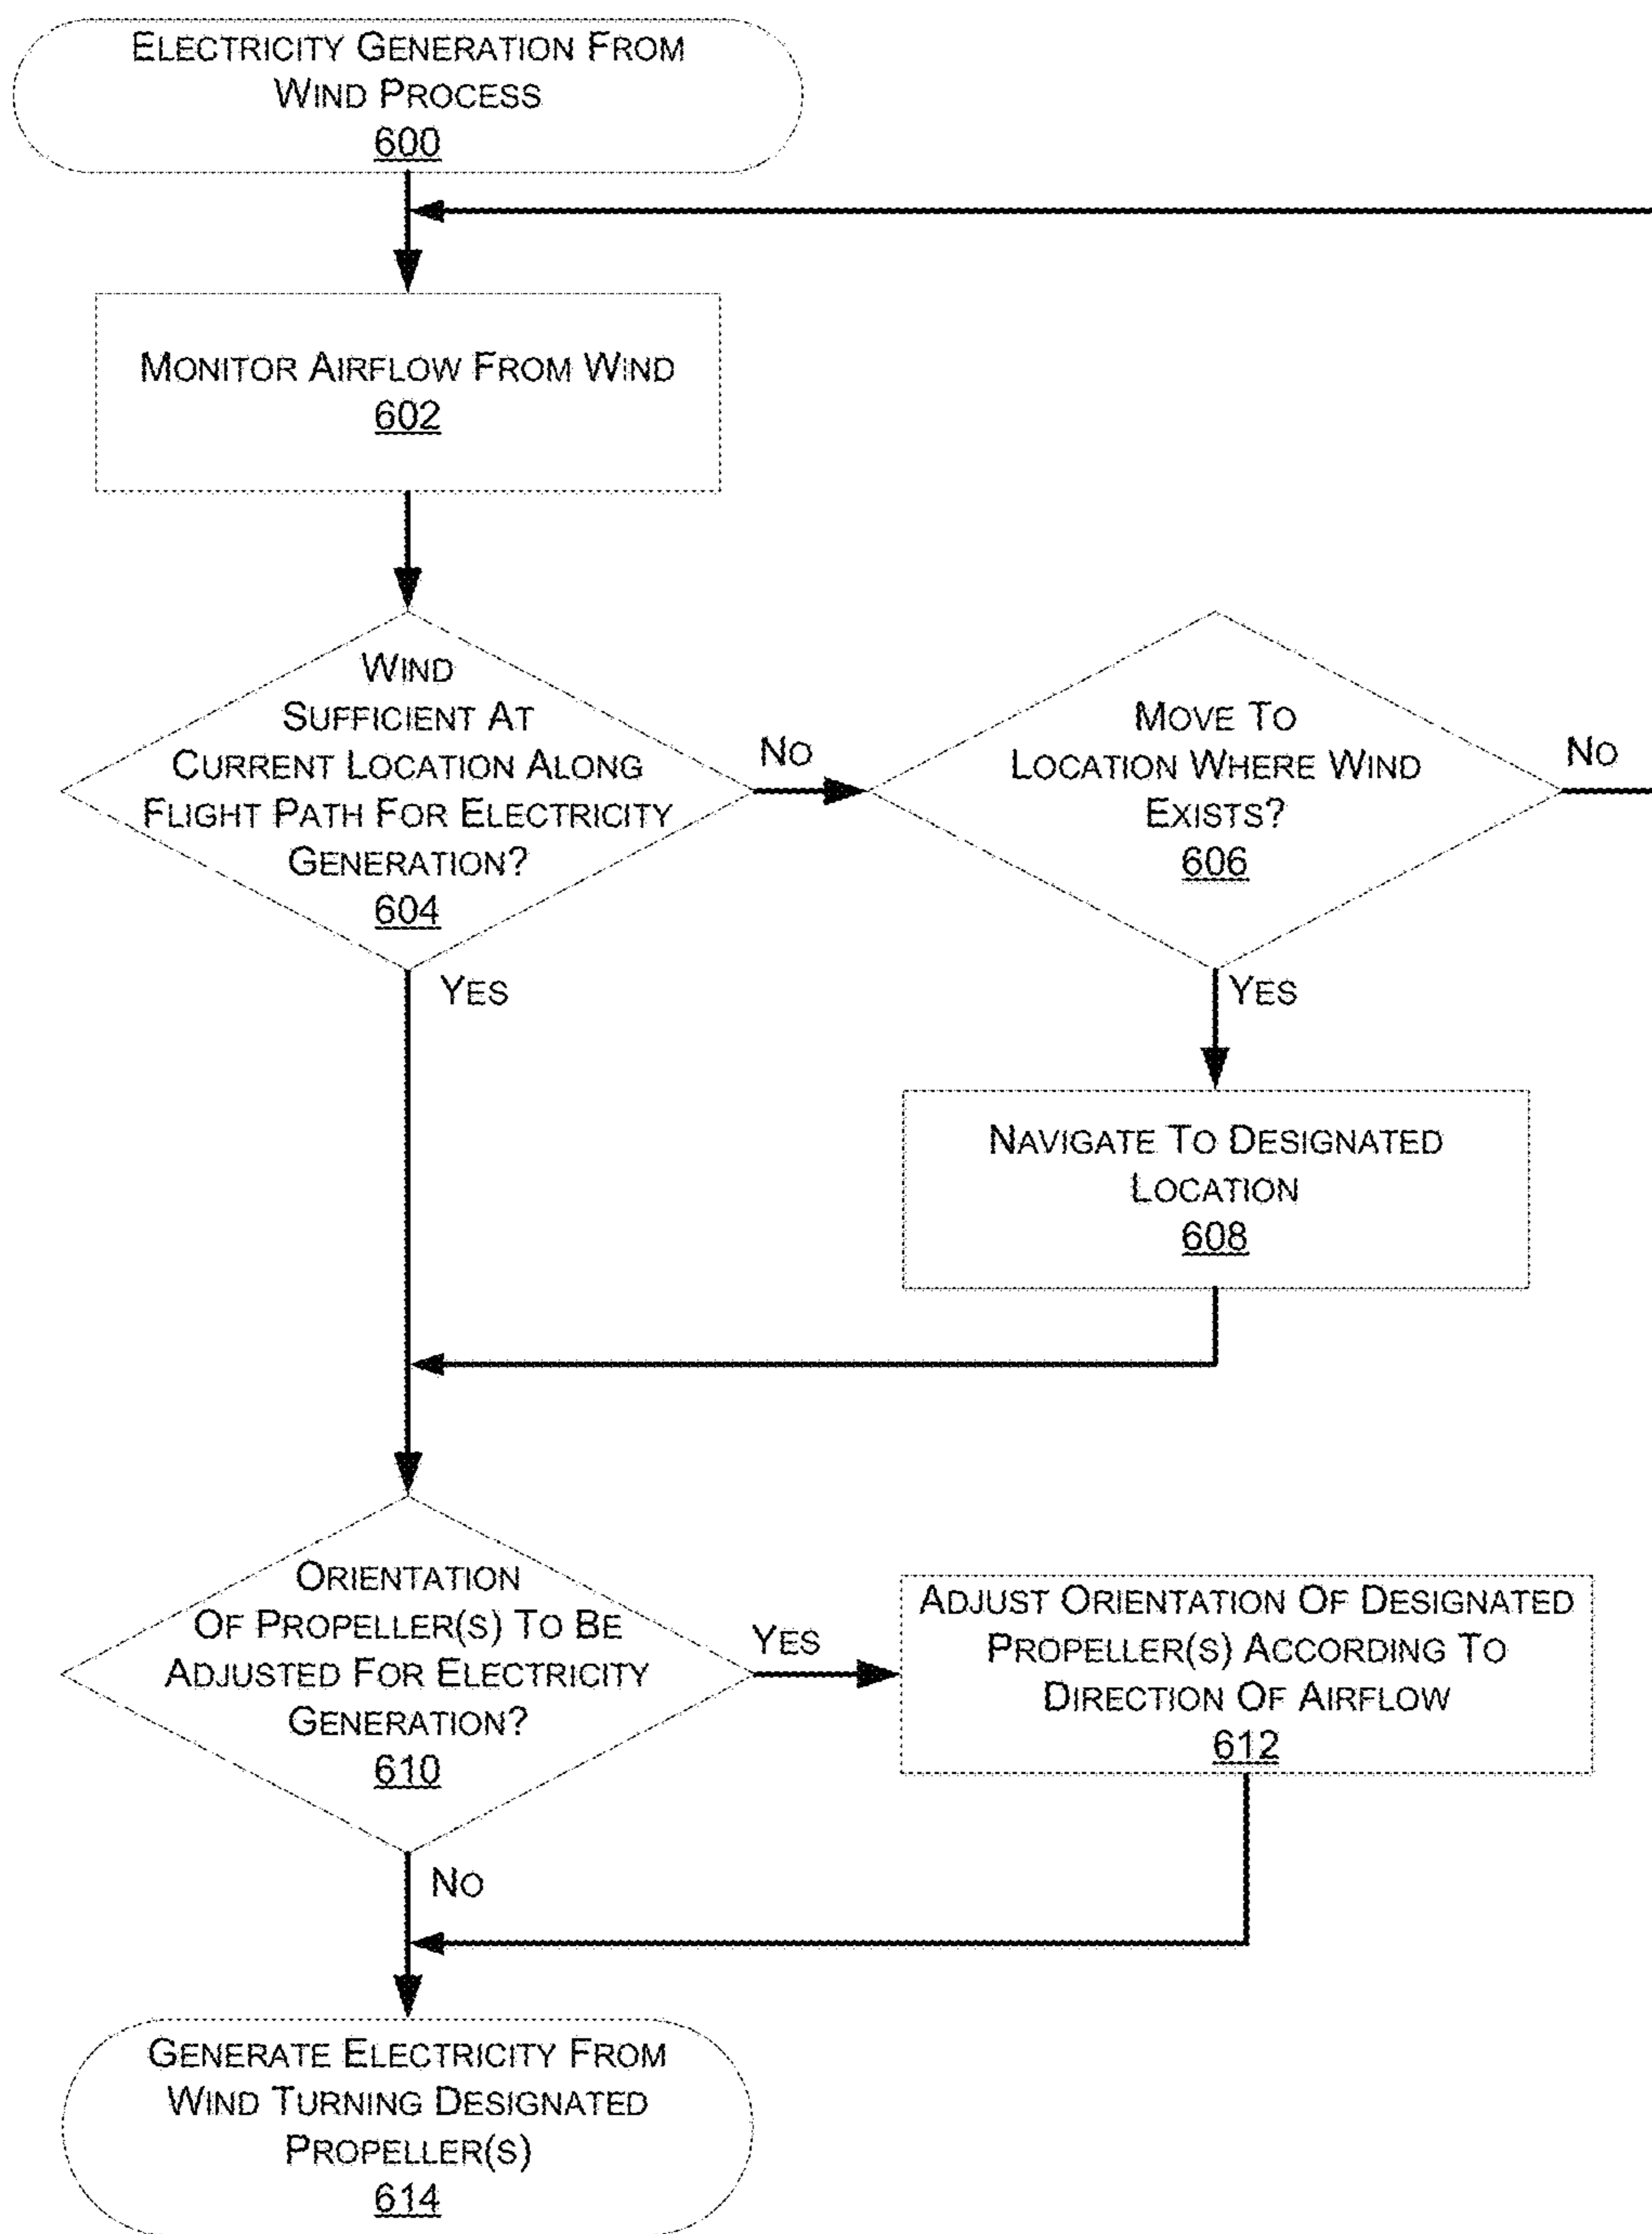 ELECTRICITY GENERATION FROM
WIND PROCESS
600
MONITOR AIRFLOW FROM WIND
602
WIND
SUFFICIENT AT
CURRENT LOCATION ALONG
FLIGHT PATH FOR ELECTRICITY
GENERATION?
604
NO
MOVE TO
LOCATION WHERE WIND
EXISTS?
606
NO
YES
YES
NAVIGATE TO DESIGNATED
LOCATION
608
ORIENTATION
OF PROPELLER(S) TO BE
ADJUSTED FOR ELECTRICITY
GENERATION?
610
YES
ADJUST ORIENTATION OF DESIGNATED
PROPELLER(S) ACCORDING TO
DIRECTION OF AIRFLOW
612
NO
GENERATE ELECTRICITY FROM
WIND TURNING DESIGNATED
PROPELLER(S)
614